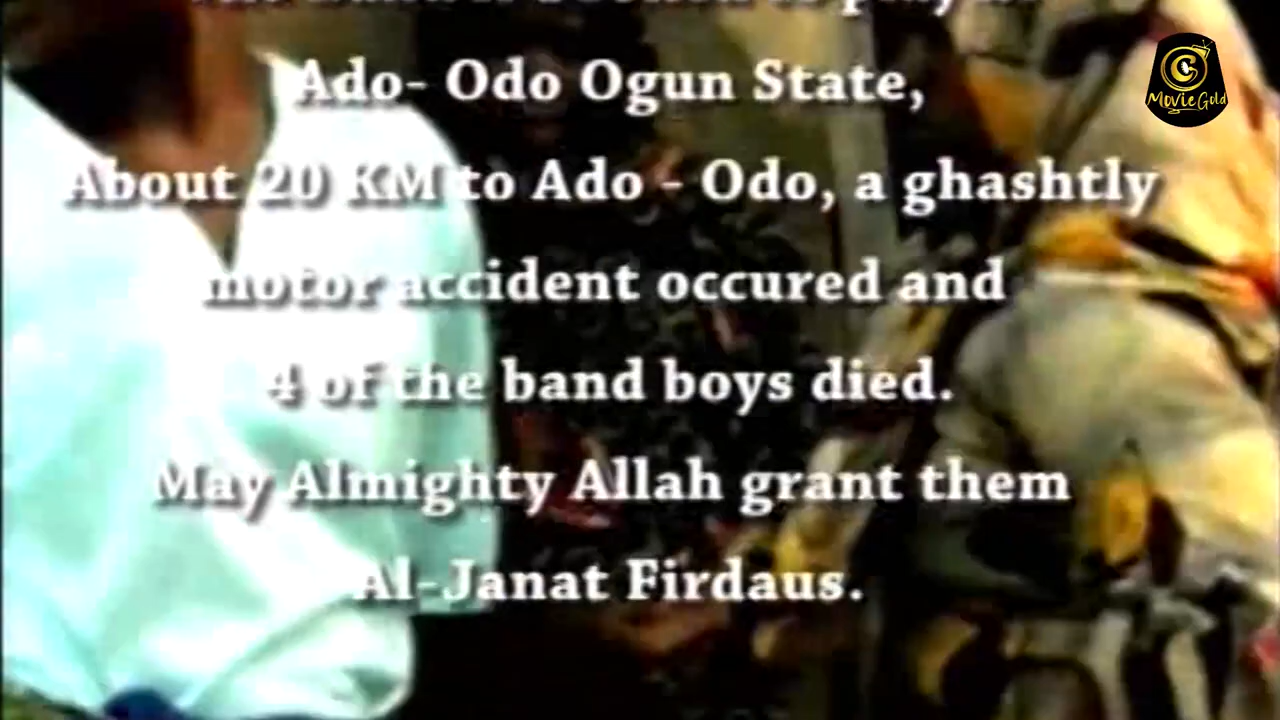 Ado- Odo Ogun State,
About 20 KM to Ado - Odo, a ghashtly
motor accident occured and
4 of the band boys died.
May Almighty Allah grant them
Al-Janat Firdaus.
MovieGold